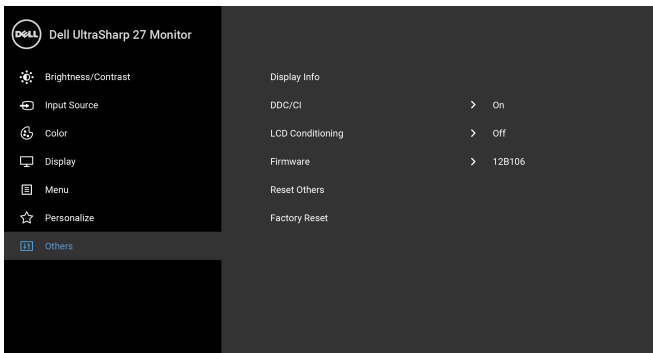 DELL Dell UltraSharp 27 Monitor
Brightness/Contrast
Input Source
Color
Display
Menu
Personalize
Others
Display Info
DDC/CI > On
LCD Conditioning > Off
Firmware > 12B106
Reset Others
Factory Reset